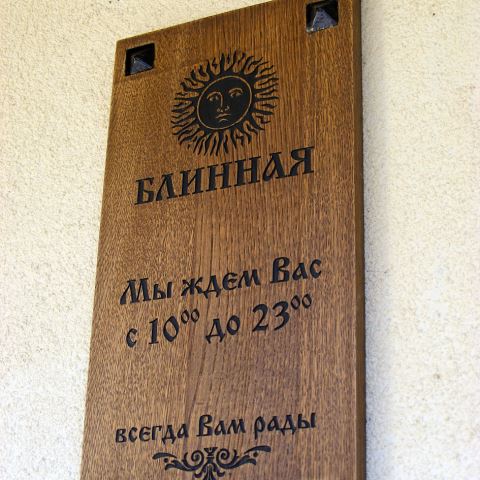 БЛИННАЯ
Мы ждем Вас
с 10⁰⁰ до 23⁰⁰
всегда Вам рады